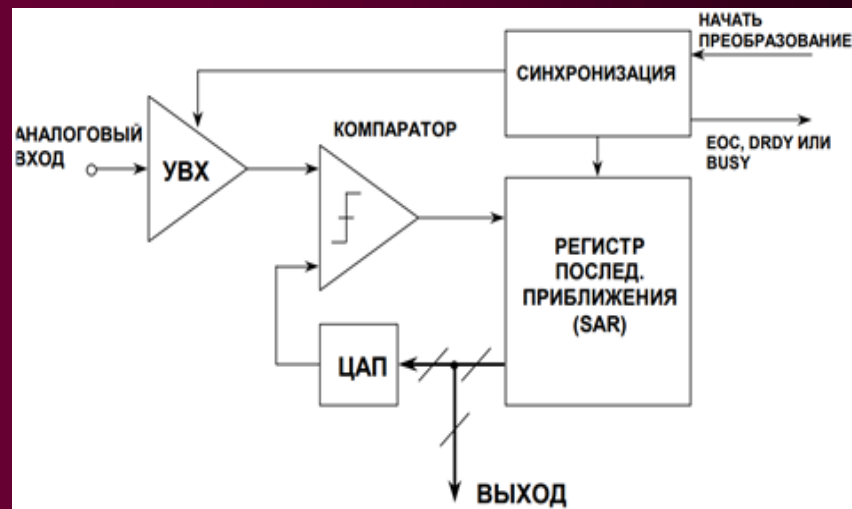 НАЧАТЬ
ПРЕОБРАЗОВАНИЕ
СИНХРОНИЗАЦИЯ
EOC, DRDY ИЛИ
BUSY
АНАЛОГОВЫЙ
ВХОД
УВХ
КОМПАРАТОР
РЕГИСТР
ПОСЛЕД.
ПРИБЛИЖЕНИЯ
(SAR)
ЦАП
ВЫХОД